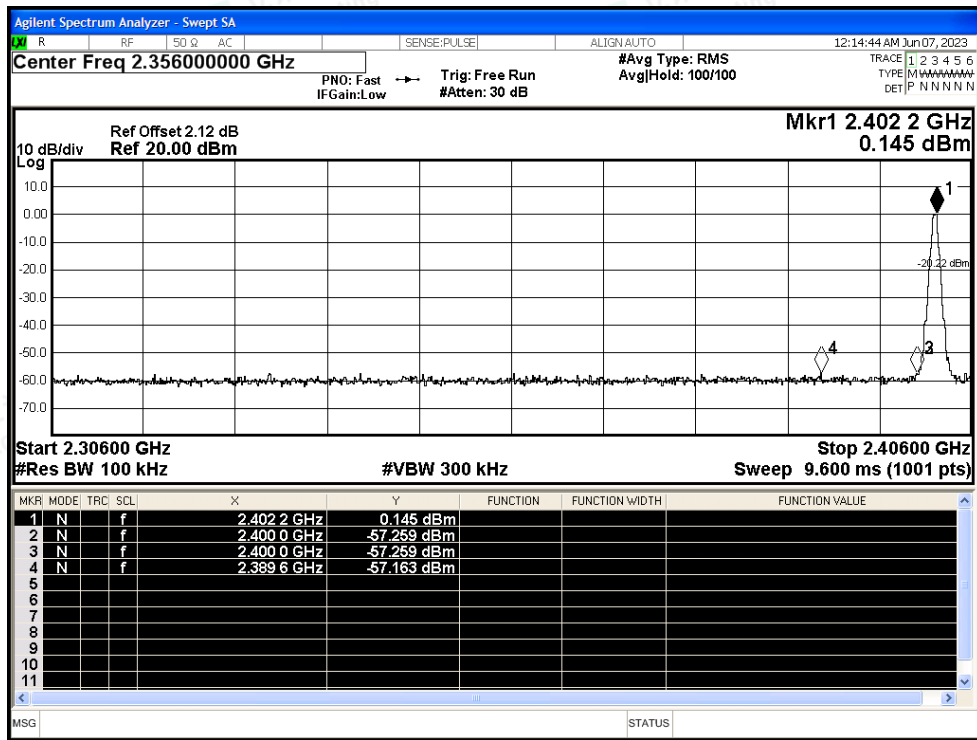 Agilent Spectrum Analyzer - Swept SA
LXI R RF 50 Ω AC SENSE:PULSE ALIGN AUTO 12:14:44 AM Jun 07, 2023
Center Freq 2.356000000 GHz
PNO: Fast
IFGain:Low
Trig: Free Run
#Atten: 30 dB
#Avg Type: RMS
Avg|Hold: 100/100
TRACE 1 2 3 4 5 6
TYPE M
DET P N N N N N
Mkr1 2.402 2 GHz
0.145 dBm
Ref Offset 2.12 dB
10 dB/div Ref 20.00 dBm
Log
10.0
0.00
-10.0
-20.0
-30.0
-40.0
-50.0
-60.0
-70.0
1
-20.22 dBm
4
3
Start 2.30600 GHz Stop 2.40600 GHz
#Res BW 100 kHz #VBW 300 kHz Sweep 9.600 ms (1001 pts)
MKR MODE TRC SCL X Y FUNCTION FUNCTION WIDTH FUNCTION VALUE
1 N f 2.402 2 GHz 0.145 dBm
2 N f 2.400 0 GHz -57.259 dBm
3 N f 2.400 0 GHz -57.259 dBm
4 N f 2.389 6 GHz -57.163 dBm
5
6
7
8
9
10
11
MSG STATUS